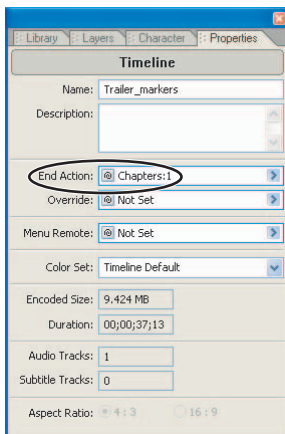 Library Layers Character Properties
Timeline
Name: Trailer_markers
Description:
End Action: Chapters:1
Override: Not Set
Menu Remote: Not Set
Color Set: Timeline Default
Encoded Size: 9.424 MB
Duration: 00;00;37;13
Audio Tracks: 1
Subtitle Tracks: 0
Aspect Ratio: 4:3 16:9